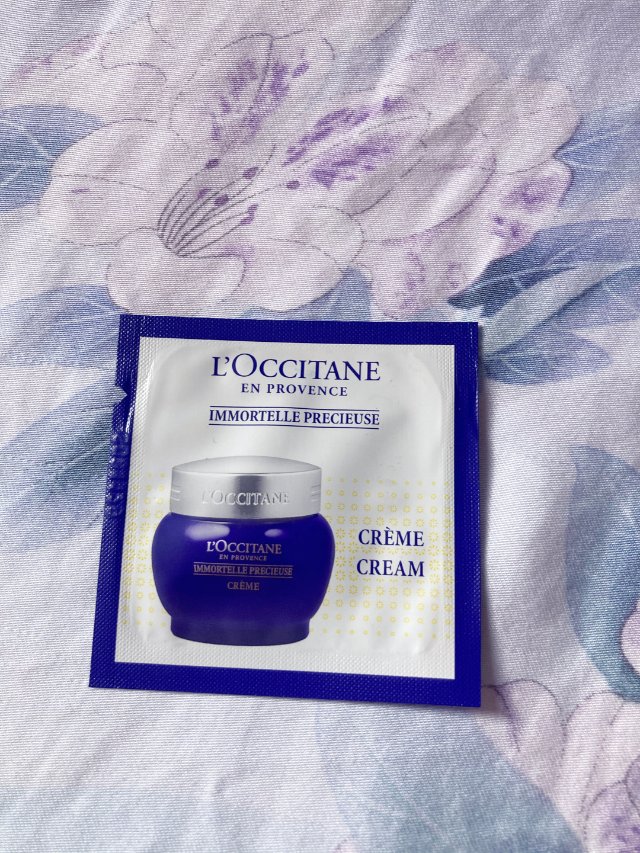 L'OCCITANE
EN PROVENCE
IMMORTELLE PRECIEUSE
L'OCCITANE
L'OCCITANE
EN PROVENCE
IMMORTELLE PRECIEUSE
CRÈME
CRÈME
CREAM